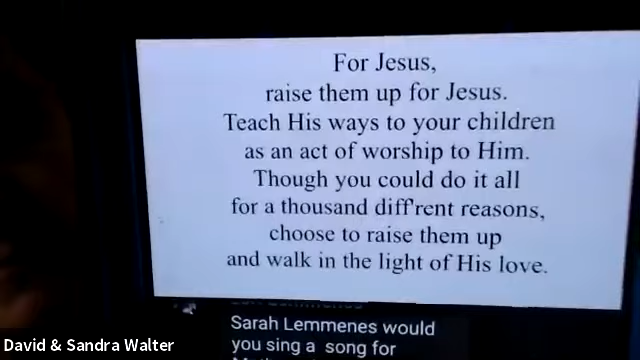 For Jesus,
raise them up for Jesus.
Teach His ways to your children
as an act of worship to Him.
Though you could do it all
for a thousand diff'rent reasons,
choose to raise them up
and walk in the light of His love.
Sarah Lemmenes would
you sing a song for
David & Sandra Walter